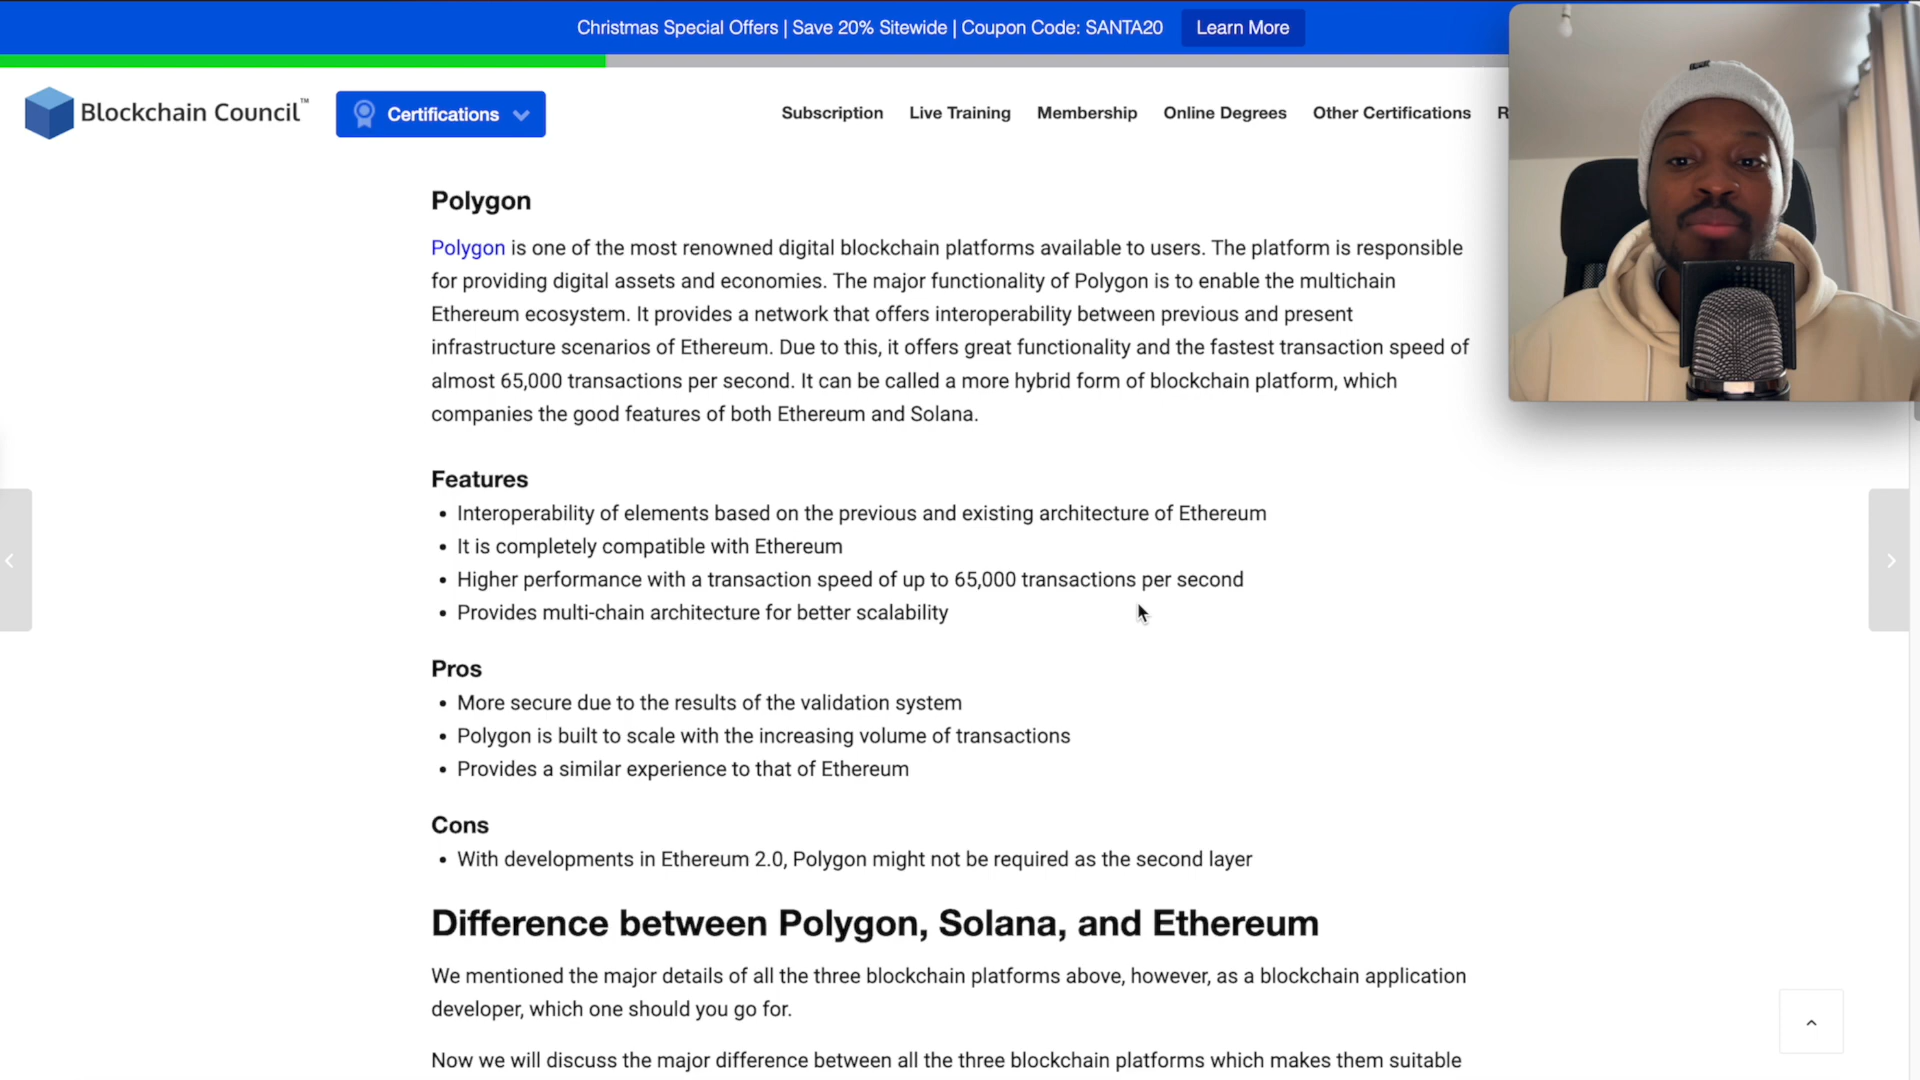 Christmas Special Offers | Save 20% Sitewide | Coupon Code: SANTA20 Learn More
Blockchain Council™ Certifications Subscription Live Training Membership Online Degrees Other Certifications R
Polygon
Polygon is one of the most renowned digital blockchain platforms available to users. The platform is responsible
for providing digital assets and economies. The major functionality of Polygon is to enable the multichain
Ethereum ecosystem. It provides a network that offers interoperability between previous and present
infrastructure scenarios of Ethereum. Due to this, it offers great functionality and the fastest transaction speed of
almost 65,000 transactions per second. It can be called a more hybrid form of blockchain platform, which
companies the good features of both Ethereum and Solana.
Features
• Interoperability of elements based on the previous and existing architecture of Ethereum
• It is completely compatible with Ethereum
• Higher performance with a transaction speed of up to 65,000 transactions per second
• Provides multi-chain architecture for better scalability
Pros
• More secure due to the results of the validation system
• Polygon is built to scale with the increasing volume of transactions
• Provides a similar experience to that of Ethereum
Cons
• With developments in Ethereum 2.0, Polygon might not be required as the second layer
Difference between Polygon, Solana, and Ethereum
We mentioned the major details of all the three blockchain platforms above, however, as a blockchain application
developer, which one should you go for.
Now we will discuss the major difference between all the three blockchain platforms which makes them suitable